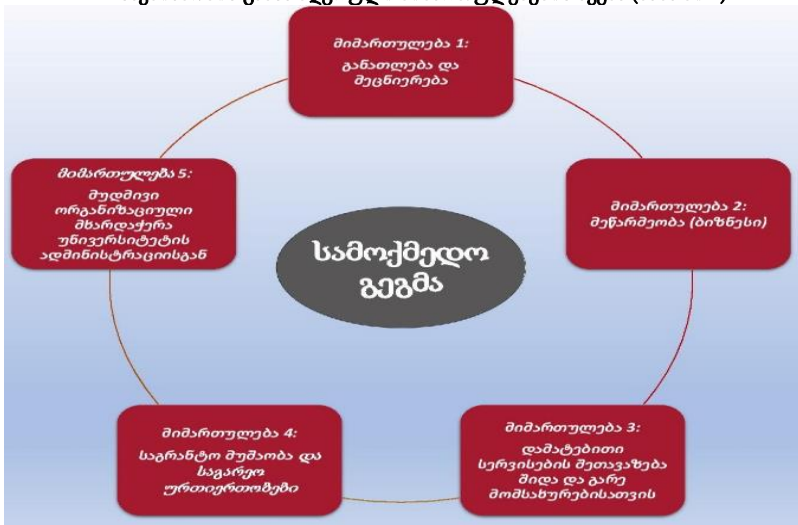 მიმართულება 1:
განათლება და
მეცნიერება
მიმართულება 5:
მუდმივი
ორგანიზაციული
მხარდაჭერა
უნივერსიტეტის
ადმინისტრაციისგან
მიმართულება 2:
მეწარმეობა (ბიზნესი)
სამოქმედო
გეგმა
მიმართულება 4:
საგრანტო მუშაობა და
საგარეო
ურთიერთობები
მიმართულება 3:
დამატებითი
სერვისების შეთავაზება
შიდა და გარე
მომსახურებისათვის